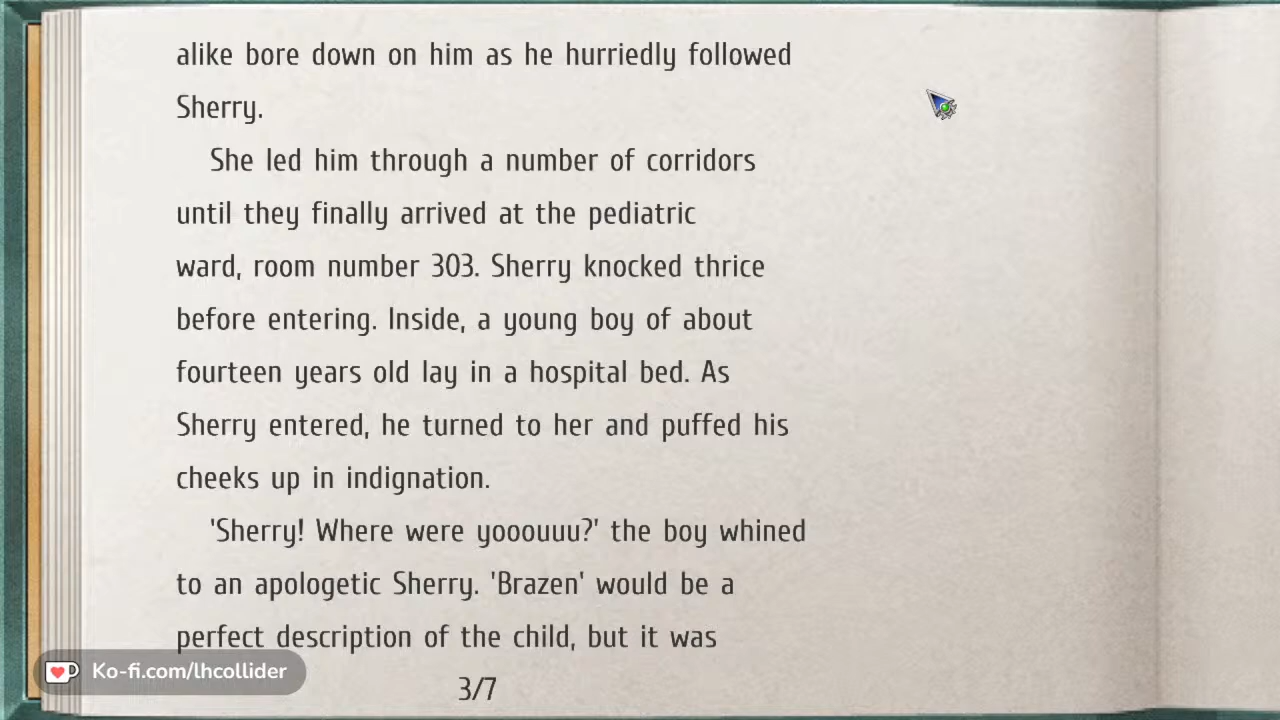 alike bore down on him as he hurriedly followed
Sherry.
She led him through a number of corridors
until they finally arrived at the pediatric
ward, room number 303. Sherry knocked thrice
before entering. Inside, a young boy of about
fourteen years old lay in a hospital bed. As
Sherry entered, he turned to her and puffed his
cheeks up in indignation.
'Sherry! Where were yooouuu?' the boy whined
to an apologetic Sherry. 'Brazen' would be a
perfect description of the child, but it was
Ko-fi.com/lhcollider
3/7